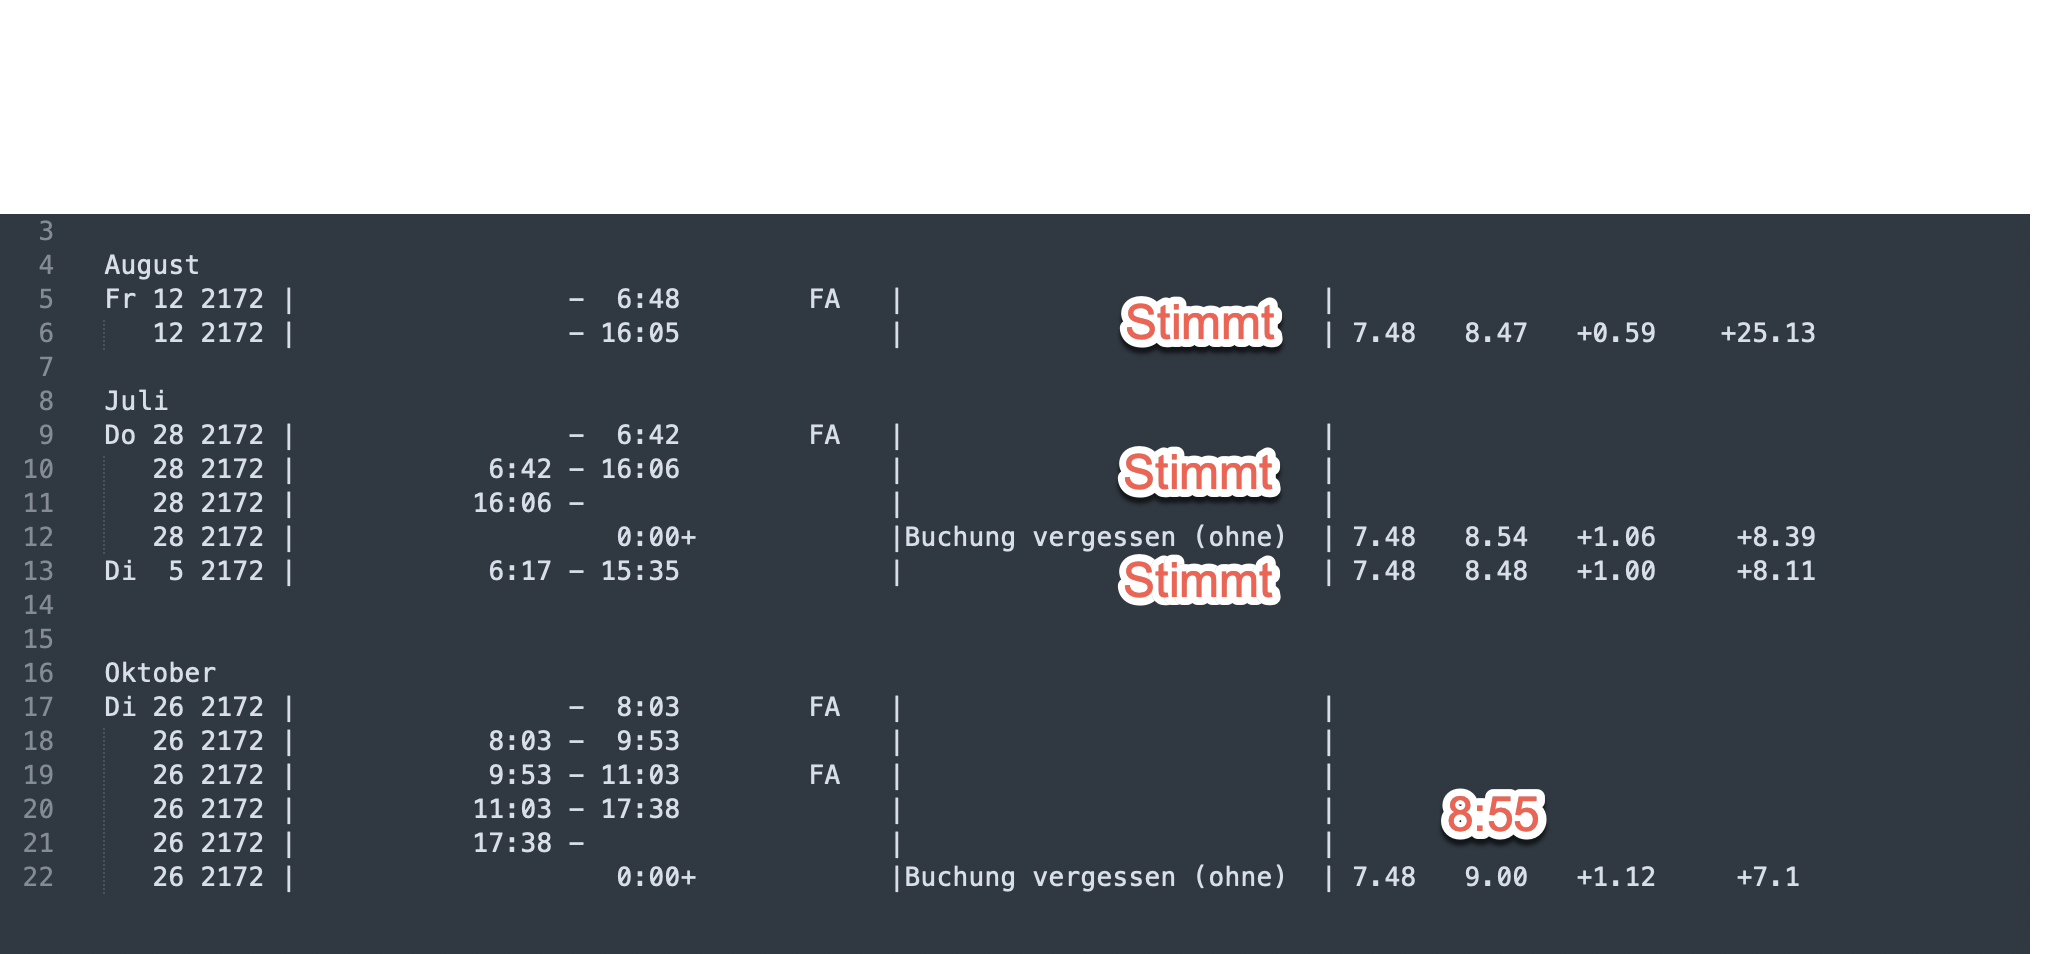 3
4 August
5 Fr 12 2172 | - 6:48 FA | |
6 12 2172 | - 16:05 | Stimmt | 7.48 8.47 +0.59 +25.13
7
8 Juli
9 Do 28 2172 | - 6:42 FA | |
10 28 2172 | 6:42 - 16:06 | Stimmt |
11 28 2172 | 16:06 - | |
12 28 2172 | 0:00+ |Buchung vergessen (ohne) | 7.48 8.54 +1.06 +8.39
13 Di 5 2172 | 6:17 - 15:35 | Stimmt | 7.48 8.48 +1.00 +8.11
14
15
16 Oktober
17 Di 26 2172 | - 8:03 FA | |
18 26 2172 | 8:03 - 9:53 | |
19 26 2172 | 9:53 - 11:03 FA | |
20 26 2172 | 11:03 - 17:38 | | 8:55
21 26 2172 | 17:38 - | |
22 26 2172 | 0:00+ |Buchung vergessen (ohne) | 7.48 9.00 +1.12 +7.1